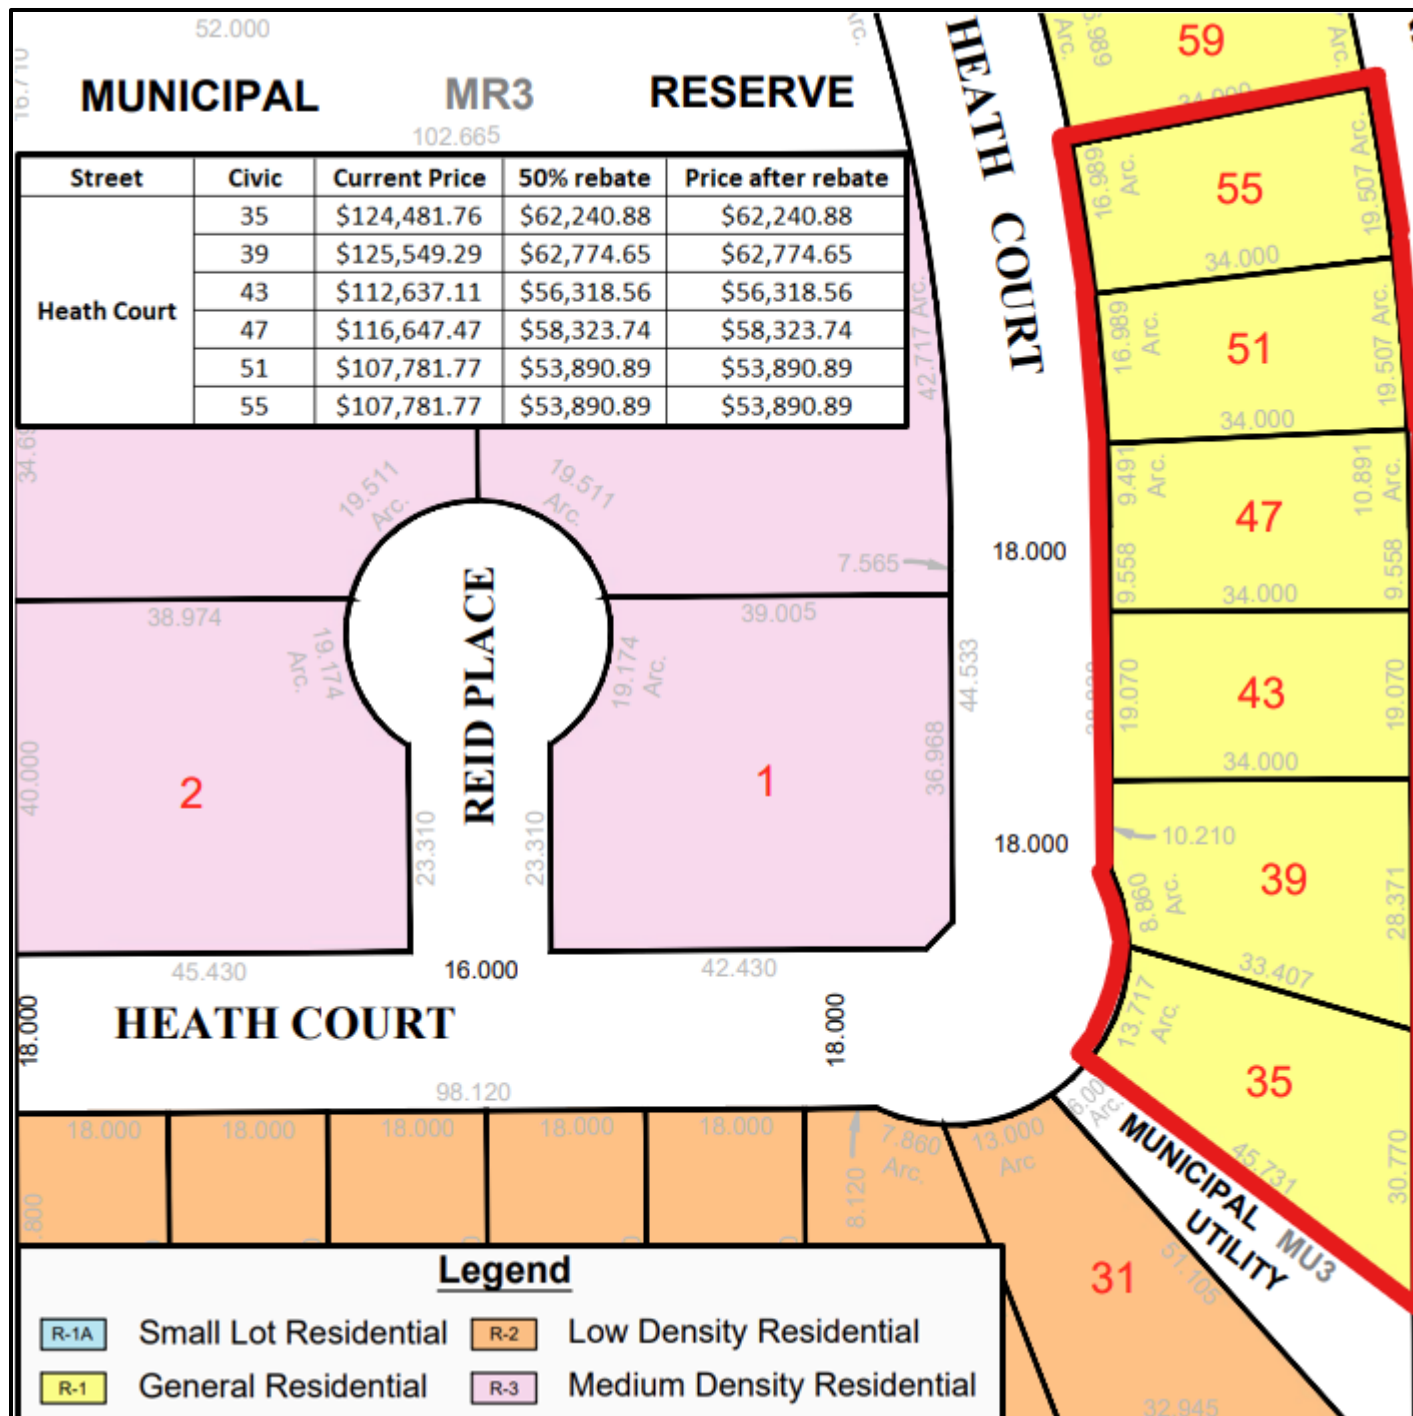 52.000
16.710
Arc.
HEATH COURT
Arc.
59
Arc.
MUNICIPAL MR3 RESERVE
102.665
34.000
Street Civic Current Price 50% rebate Price after rebate
Heath Court
35 $124,481.76 $62,240.88 $62,240.88
39 $125,549.29 $62,774.65 $62,774.65
43 $112,637.11 $56,318.56 $56,318.56
47 $116,647.47 $58,323.74 $58,323.74
51 $107,781.77 $53,890.89 $53,890.89
55 $107,781.77 $53,890.89 $53,890.89
16.989 Arc.
55
19.507 Arc.
34.000
42.717 Arc.
16.989 Arc.
51
19.507 Arc.
34.000
19.511 Arc.
19.511 Arc.
9.491 Arc.
47
10.891 Arc.
7.565
18.000
9.558
9.558
34.000
38.974
39.005
REID PLACE
19.174 Arc.
19.174 Arc.
44.533
19.070
43
19.070
34.000
40.000
2
1
36.968
23.310
23.310
18.000
10.210
8.860 Arc.
39
28.371
33.407
45.430
16.000
42.430
18.000
HEATH COURT
18.000
13.717 Arc.
35
98.120
6.00 Arc.
18.000 18.000 18.000 18.000 18.000
8.120
7.860 Arc.
13.000 Arc
MUNICIPAL
UTILITY
MU3
45.731
30.770
.800
31
51.105
32.945
Legend
R-1A Small Lot Residential
R-2 Low Density Residential
R-1 General Residential
R-3 Medium Density Residential